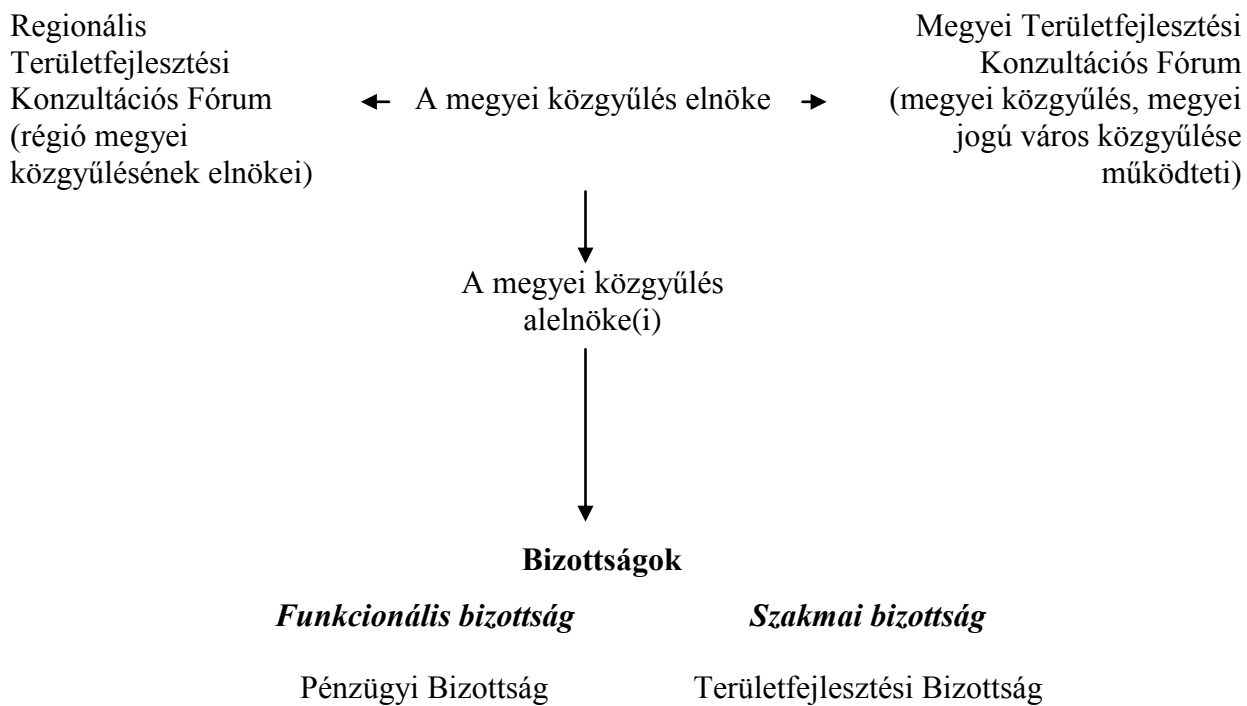 Regionális
Területfejlesztési
Konzultációs Fórum
(régió megyei
közgyűlésének elnökei)
A megyei közgyűlés elnöke
Megyei Területfejlesztési
Konzultációs Fórum
(megyei közgyűlés, megyei
jogú város közgyűlése
működteti)
A megyei közgyűlés
alelnöke(i)
Bizottságok
Funkcionális bizottság
Szakmai bizottság
Pénzügyi Bizottság
Területfejlesztési Bizottság